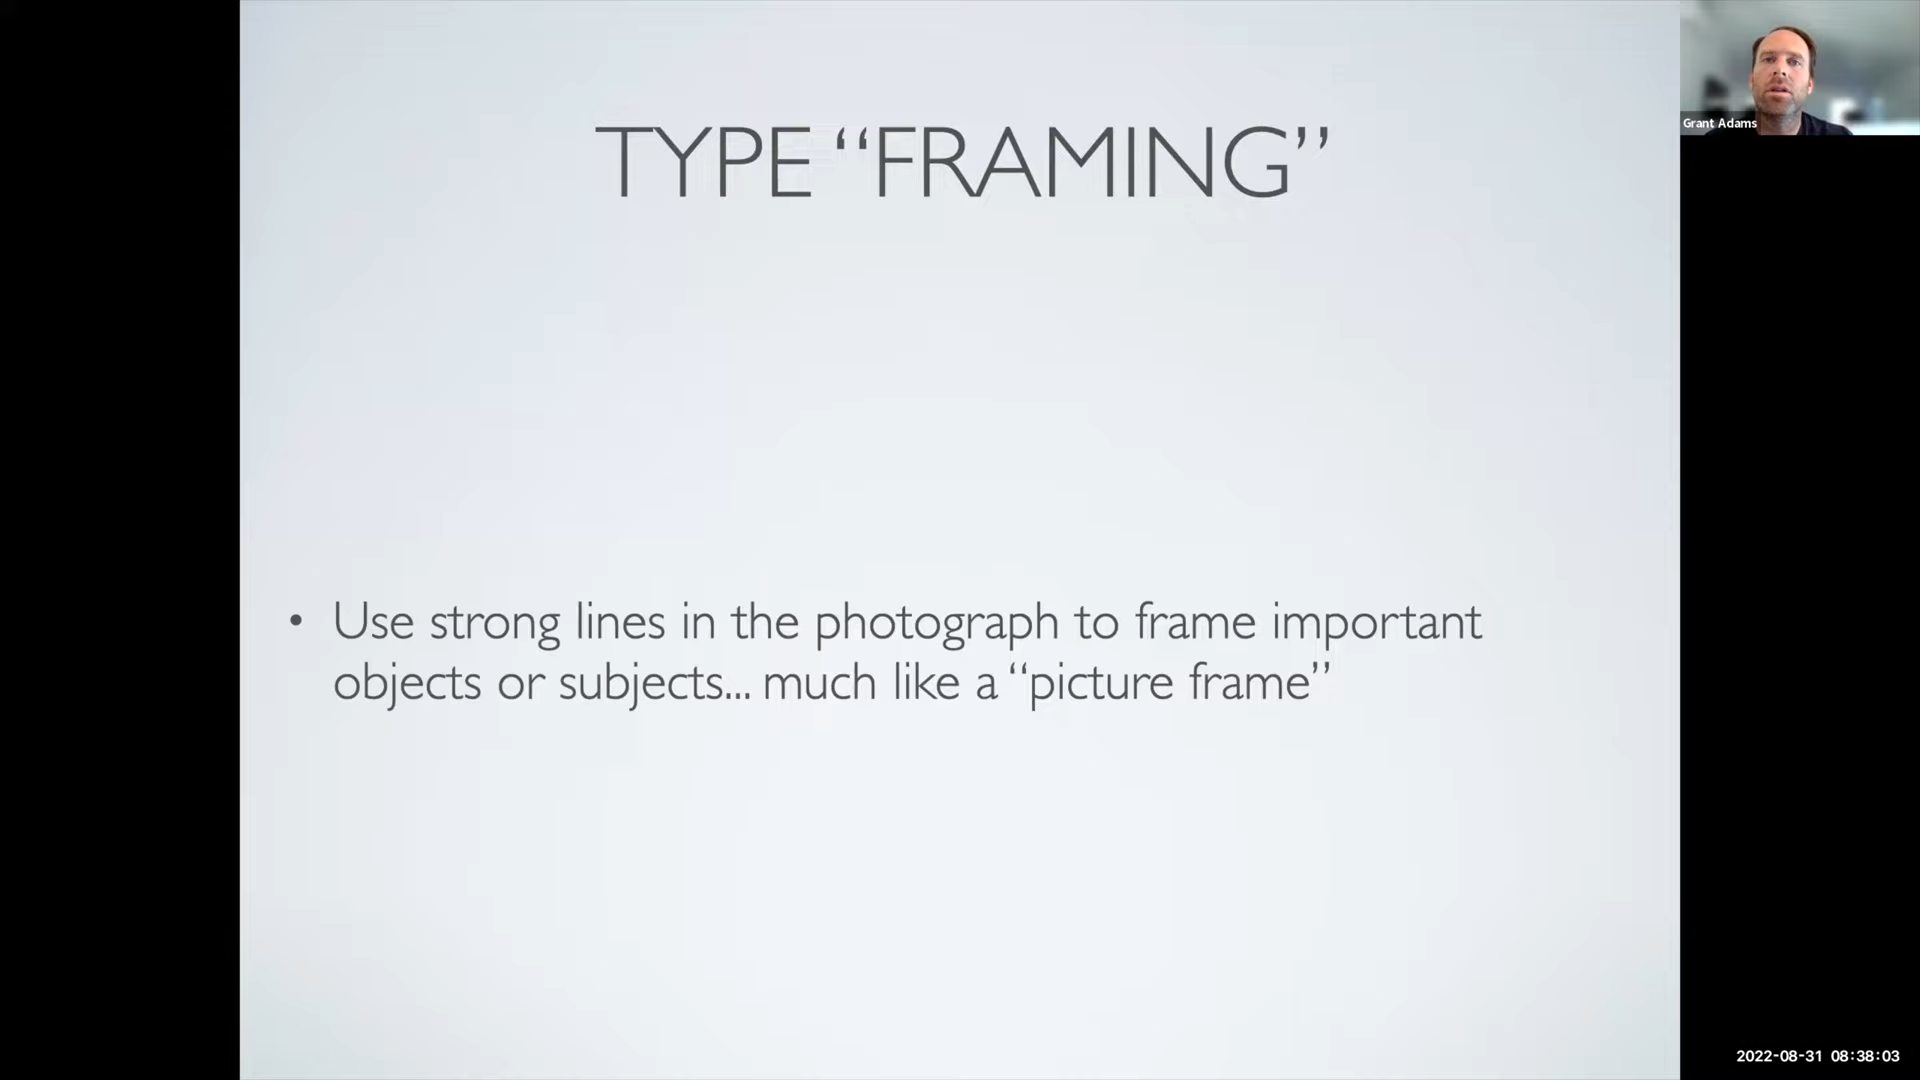 TYPE “FRAMING”
Grant Adams
• Use strong lines in the photograph to frame important
objects or subjects... much like a “picture frame”
2022-08-31 08:38:03